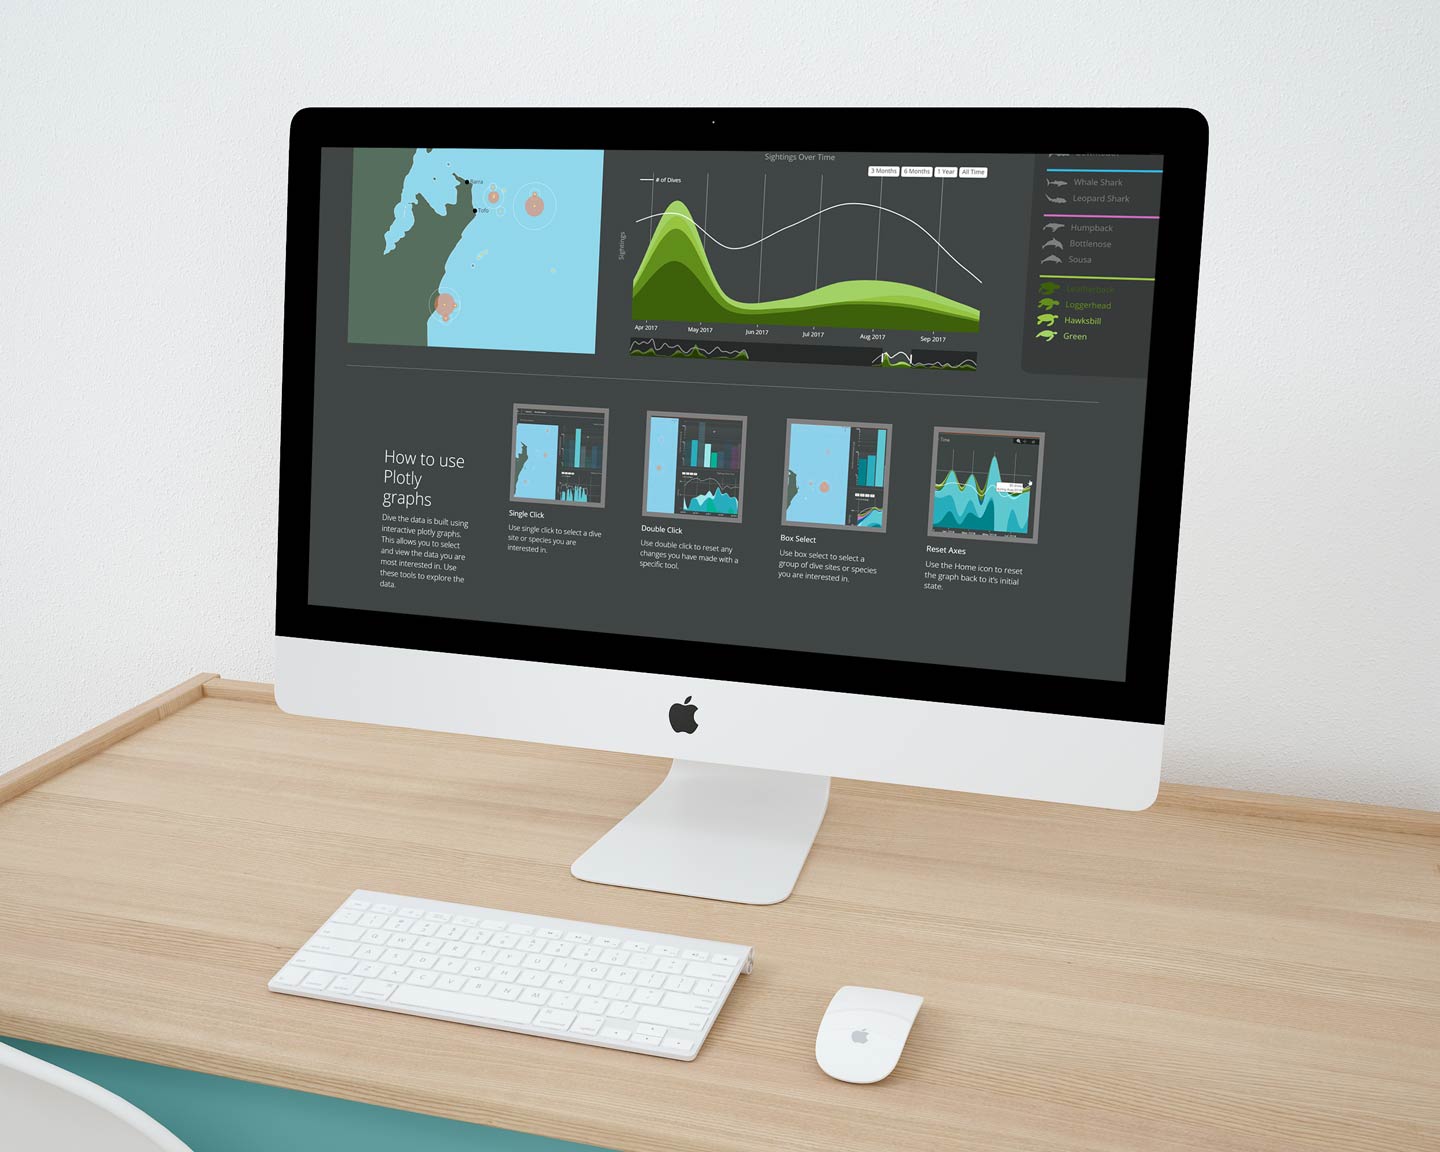 Sightings Over Time
3 Months
6 Months
1 Year
All Time
# of Dives
Sightings
Barra
Tofo
Apr 2017
May 2017
Jun 2017
Jul 2017
Aug 2017
Sep 2017
Whale Shark
Leopard Shark
Humpback
Bottlenose
Sousa
Leatherback
Loggerhead
Hawksbill
Green
How to use
Plotly
graphs
Dive the data is built using
interactive plotly graphs.
This allows you to select
and view the data you are
most interested in. Use
these tools to explore the
data.
Single Click
Use single click to select a dive
site or species you are
interested in.
Double Click
Use double click to reset any
changes you have made with a
specific tool.
Box Select
Use box select to select a
group of dive sites or species
you are interested in.
Time
Reset Axes
Use the Home icon to reset
the graph back to it's initial
state.